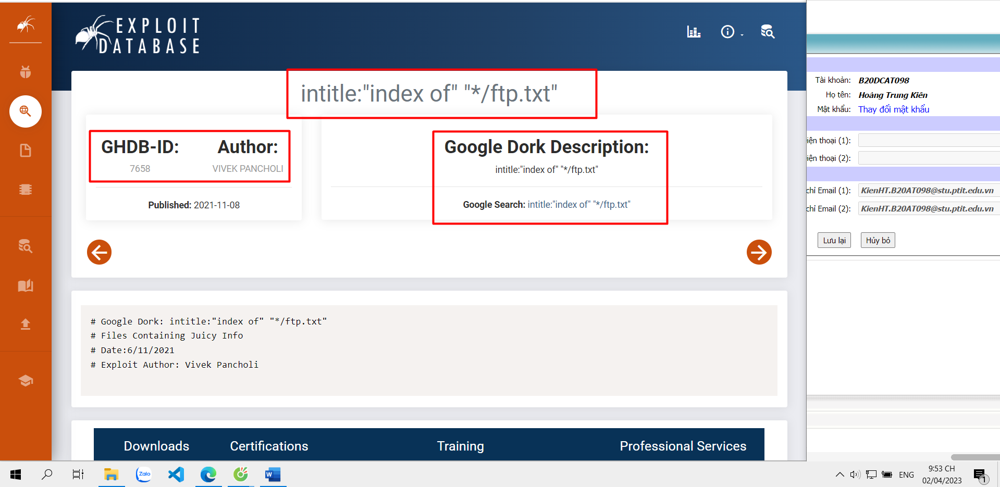 EXPLOIT
DATABASE
intitle:"index of" "*/ftp.txt"
GHDB-ID:
7658
Author:
VIVEK PANCHOLI
Published: 2021-11-08
Google Dork Description:
intitle:"index of" "*/ftp.txt"
Google Search: intitle:"index of" "*/ftp.txt"
# Google Dork: intitle:"index of" "*/ftp.txt"
# Files Containing Juicy Info
# Date:6/11/2021
# Exploit Author: Vivek Pancholi
Downloads
Certifications
Training
Professional Services
Tài khoản: B20DCAT098
Họ tên: Hoàng Trung Kiên
Mật khẩu: Thay đổi mật khẩu
iện thoại (1):
iện thoại (2):
chỉ Email (1): KienHT.B20AT098@stu.ptit.edu.vn
chỉ Email (2): KienHT.B20AT098@stu.ptit.edu.vn
Lưu lại
Hủy bỏ
Zalo
W
ENG
9:53 CH
02/04/2023
1